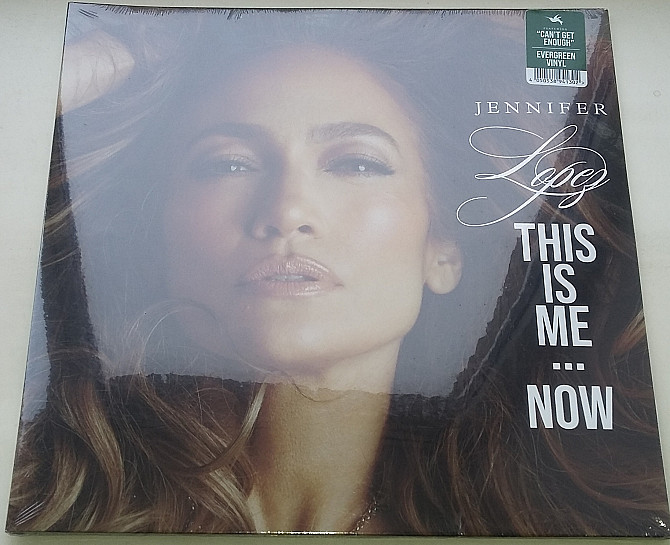 "CAN'T GET
ENOUGH"
EVERGREEN
VINYL
JENNIFER
Lopez
THIS
IS
ME
...
NOW